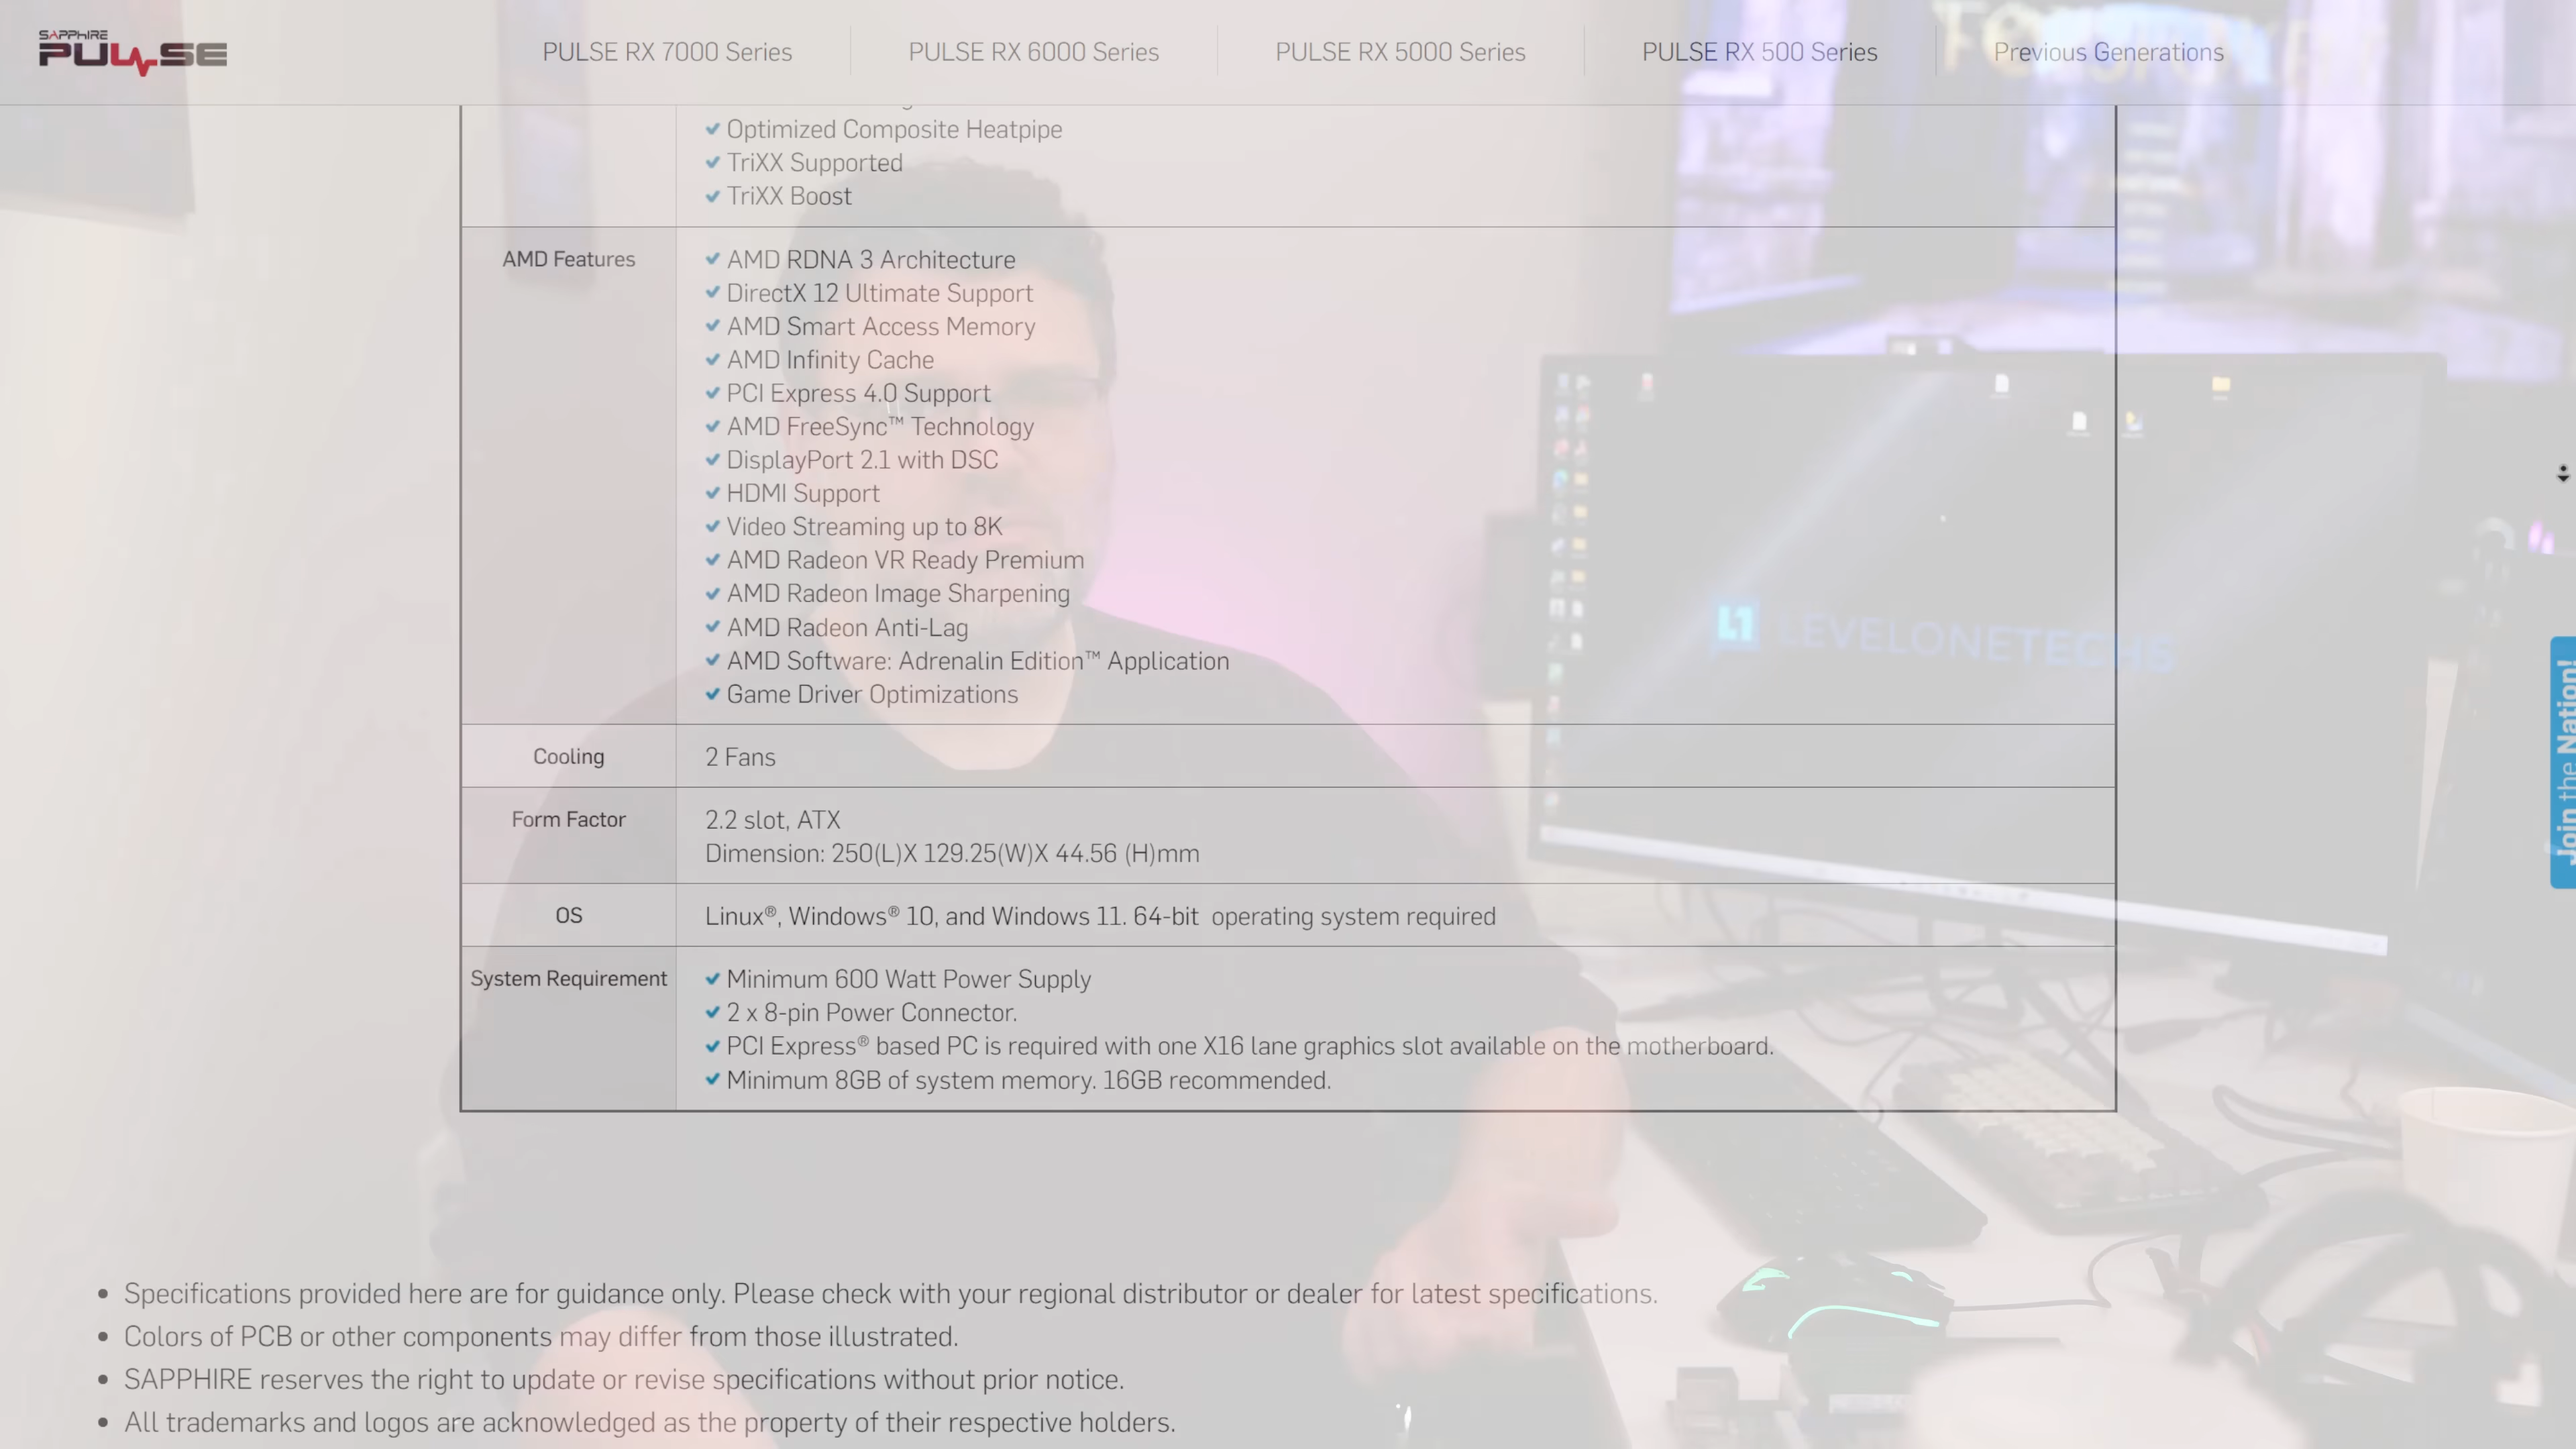 SAPPHIRE
PULSE
PULSE RX 7000 Series
PULSE RX 6000 Series
PULSE RX 5000 Series
PULSE RX 500 Series
Previous Generations
Optimized Composite Heatpipe
TriXX Supported
TriXX Boost
AMD Features
AMD RDNA 3 Architecture
DirectX 12 Ultimate Support
AMD Smart Access Memory
AMD Infinity Cache
PCI Express 4.0 Support
AMD FreeSync™ Technology
DisplayPort 2.1 with DSC
HDMI Support
Video Streaming up to 8K
AMD Radeon VR Ready Premium
AMD Radeon Image Sharpening
AMD Radeon Anti-Lag
AMD Software: Adrenalin Edition™ Application
Game Driver Optimizations
L1 LEVELONETECHS
Join the Nation!
Cooling
2 Fans
Form Factor
2.2 slot, ATX
Dimension: 250(L)X 129.25(W)X 44.56 (H)mm
OS
Linux®, Windows® 10, and Windows 11. 64-bit operating system required
System Requirement
Minimum 600 Watt Power Supply
2 x 8-pin Power Connector.
PCI Express® based PC is required with one X16 lane graphics slot available on the motherboard.
Minimum 8GB of system memory. 16GB recommended.
• Specifications provided here are for guidance only. Please check with your regional distributor or dealer for latest specifications.
• Colors of PCB or other components may differ from those illustrated.
• SAPPHIRE reserves the right to update or revise specifications without prior notice.
• All trademarks and logos are acknowledged as the property of their respective holders.